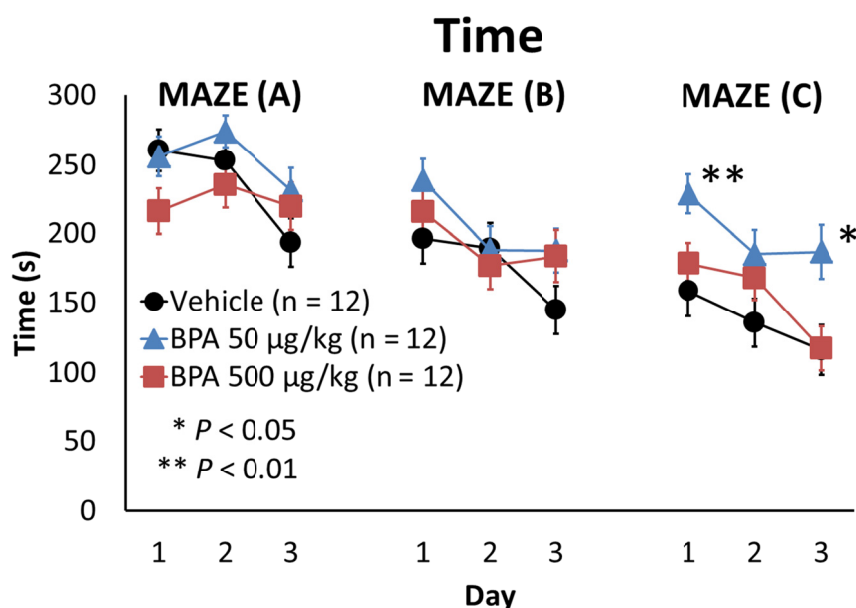 Time
MAZE (A) MAZE (B) MAZE (C)
300
250
200
150
100
50
0
Time (s)
**
*
Vehicle (n = 12)
BPA 50 µg/kg (n = 12)
BPA 500 µg/kg (n = 12)
* P < 0.05
** P < 0.01
1 2 3 1 2 3 1 2 3
Day